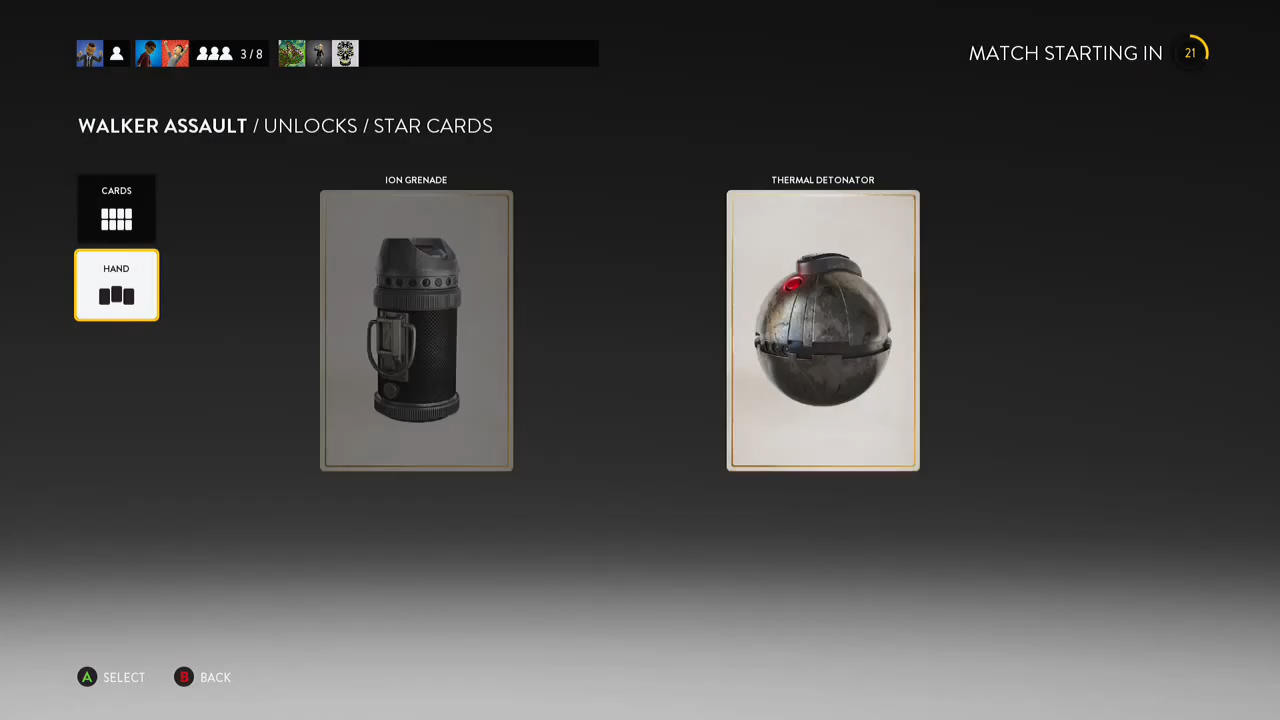 3 / 8
MATCH STARTING IN 21
WALKER ASSAULT / UNLOCKS / STAR CARDS
CARDS
HAND
ION GRENADE
THERMAL DETONATOR
A SELECT B BACK